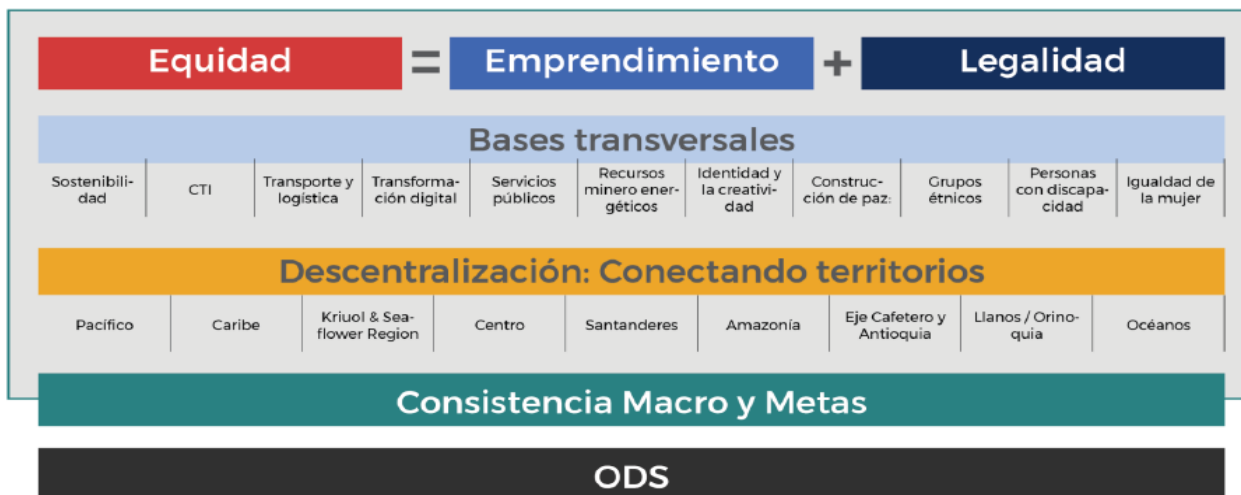 Equidad = Emprendimiento + Legalidad
Bases transversales
Sostenibili-
dad
CTI
Transporte y
logística
Transforma-
ción digital
Servicios
públicos
Recursos
minero ener-
géticos
Identidad y
la creativi-
dad
Construc-
ción de paz:
Grupos
étnicos
Personas
con discapa-
cidad
Igualdad de
la mujer
Descentralización: Conectando territorios
Pacífico
Caribe
Kriuol & Sea-
flower Region
Centro
Santanderes
Amazonía
Eje Cafetero y
Antioquia
Llanos / Orino-
quia
Océanos
Consistencia Macro y Metas
ODS